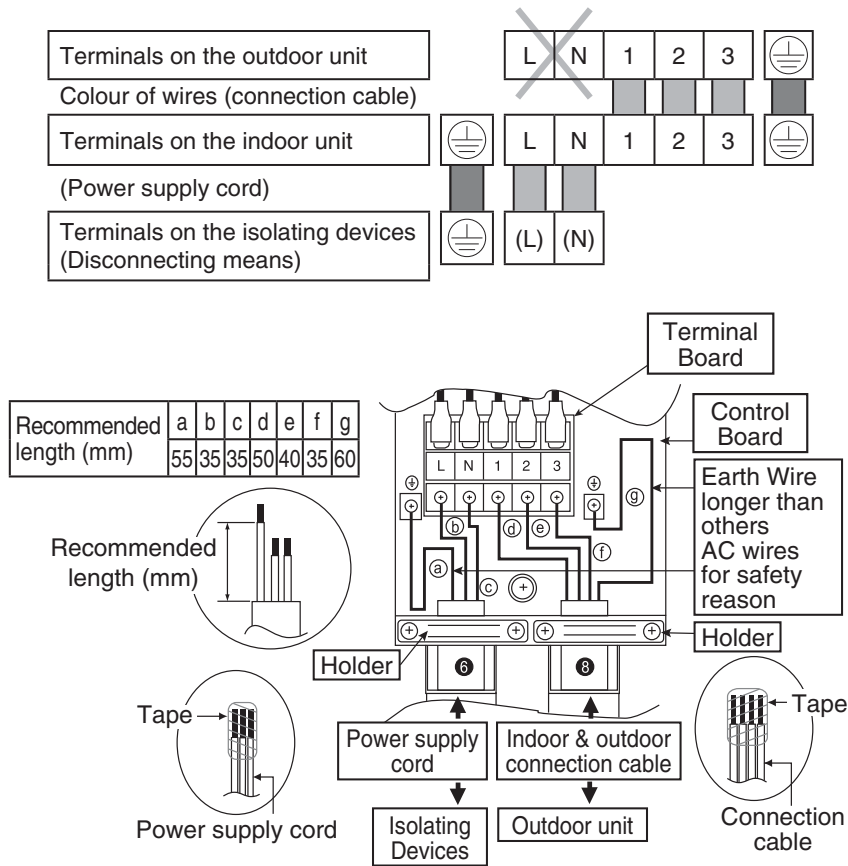 Terminals on the outdoor unit
L N 1 2 3
Colour of wires (connection cable)
Terminals on the indoor unit
L N 1 2 3
(Power supply cord)
Terminals on the isolating devices
(Disconnecting means)
(L) (N)
Terminal
Board
Recommended
length (mm)
a b c d e f g
55 35 35 50 40 35 60
Control
Board
L N 1 2 3
Earth Wire
longer than
others
AC wires
for safety
reason
g
b
d
e
f
a
c
Recommended
length (mm)
Holder
Holder
6
8
Tape
Power supply cord
Power supply
cord
Indoor & outdoor
connection cable
Isolating
Devices
Outdoor unit
Tape
Connection
cable